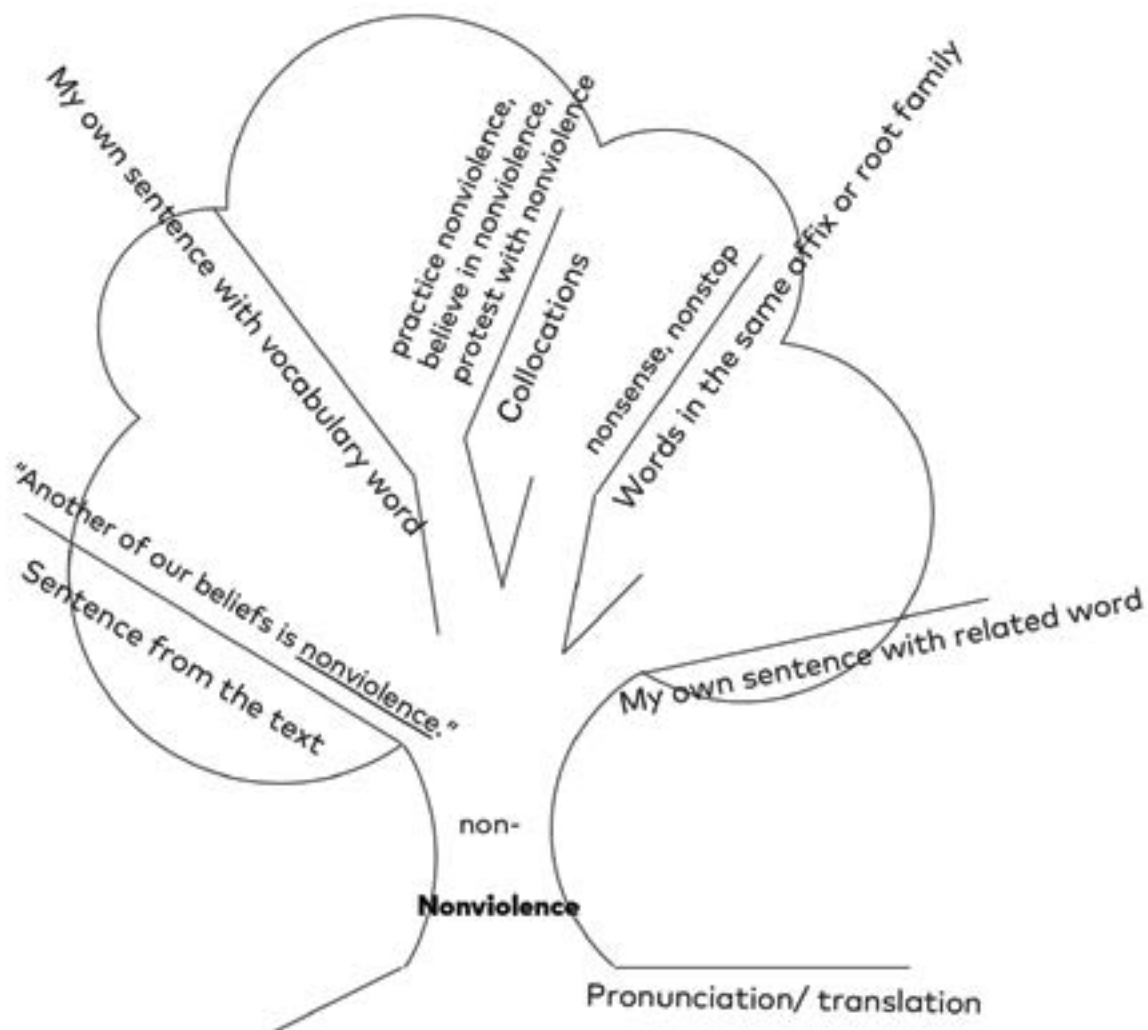 My own sentence with vocabulary word
practice nonviolence,
believe in nonviolence,
protest with nonviolence
Collocations
nonsense, nonstop
Words in the same affix or root family
"Another of our beliefs is nonviolence."
Sentence from the text
My own sentence with related word
non-
Nonviolence
Pronunciation/ translation